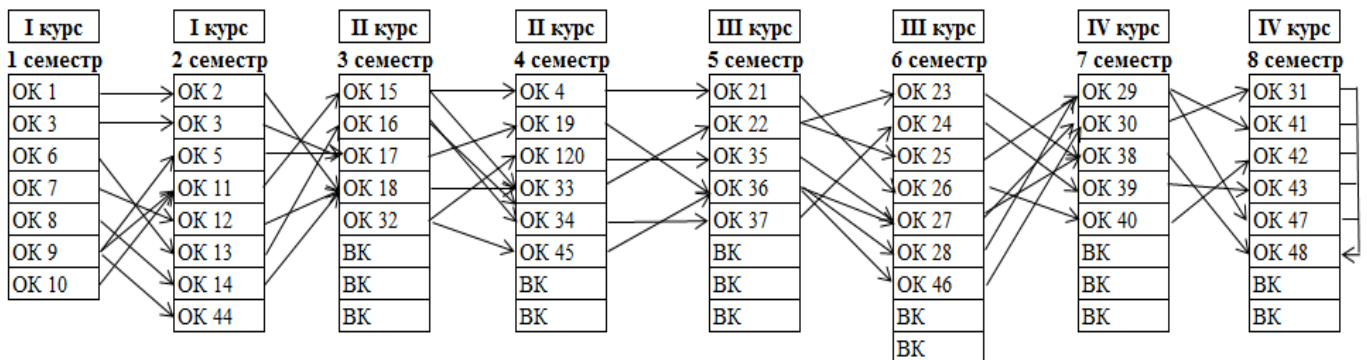 I курс I курс II курс II курс III курс III курс IV курс IV курс
1 семестр 2 семестр 3 семестр 4 семестр 5 семестр 6 семестр 7 семестр 8 семестр
ОК 1 ОК 2 ОК 15 ОК 4 ОК 21 ОК 23 ОК 29 ОК 31
ОК 3 ОК 3 ОК 16 ОК 19 ОК 22 ОК 24 ОК 30 ОК 41
ОК 6 ОК 5 ОК 17 ОК 120 ОК 35 ОК 25 ОК 38 ОК 42
ОК 7 ОК 11 ОК 18 ОК 33 ОК 36 ОК 26 ОК 39 ОК 43
ОК 8 ОК 12 ОК 32 ОК 34 ОК 37 ОК 27 ОК 40 ОК 47
ОК 9 ОК 13 ВК ОК 45 ВК ОК 28 ВК ОК 48
ОК 10 ОК 14 ВК ВК ВК ОК 46 ВК ВК
ОК 44 ВК ВК ВК ВК ВК ВК
ВК